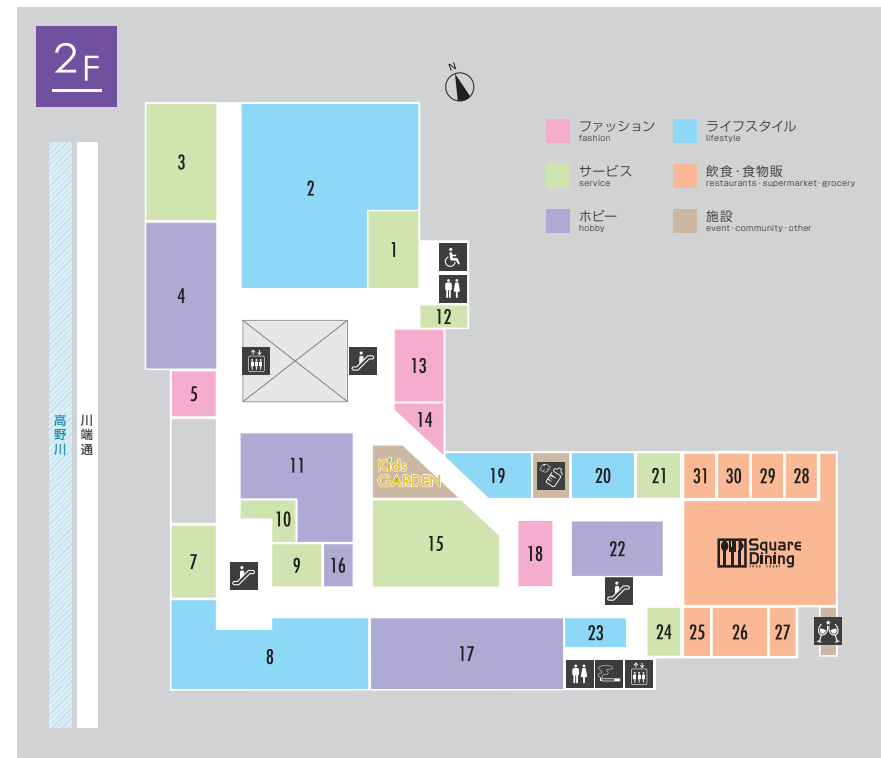 2F
N
ファッション
fashion
ライフスタイル
lifestyle
サービス
service
飲食・食物販
restaurants・supermarket・grocery
ホビー
hobby
施設
event・community・other
3
2
1
4
12
13
5
14
高野川
川端通
11
Kids
GARDEN
19
20
21
31
30
29
28
10
15
18
22
Square
Dining
FOOD COURT
7
9
16
8
17
23
24
25
26
27